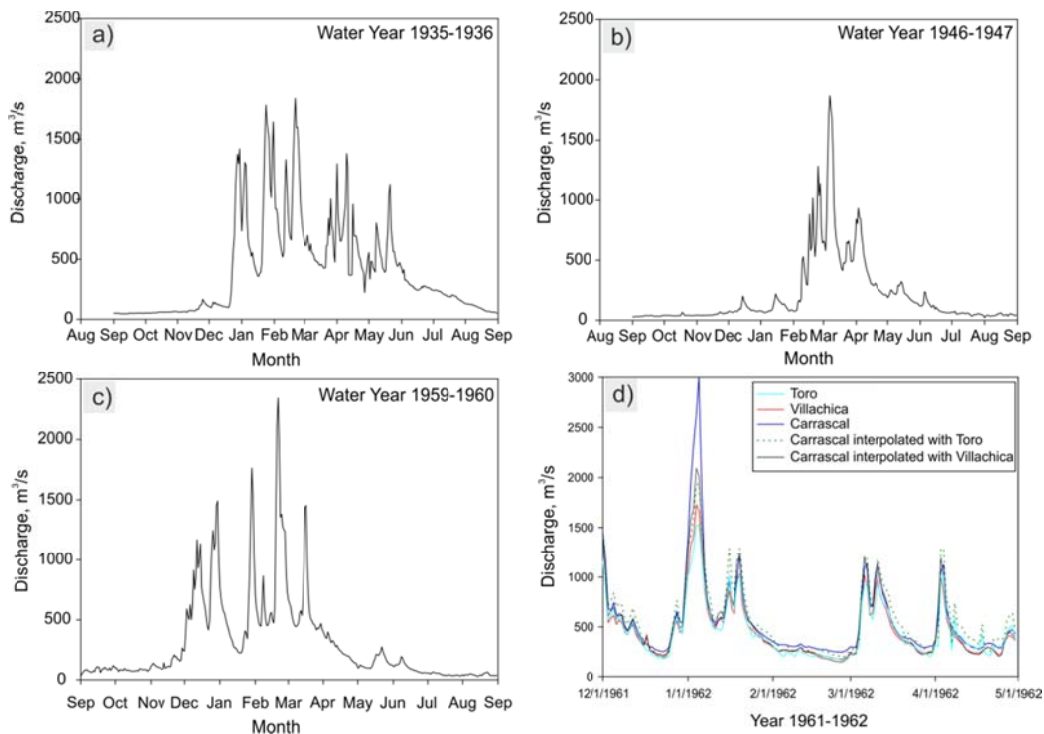 a)
Water Year 1935-1936
2500
2000
1500
1000
500
0
Discharge, m³/s
Aug Sep Oct Nov Dec Jan Feb Mar Apr May Jun Jul Aug Sep
Month
b)
Water Year 1946-1947
2500
2000
1500
1000
500
0
Discharge, m³/s
Aug Sep Oct Nov Dec Jan Feb March Apr May Jun Jul Aug Sep
Month
c)
Water Year 1959-1960
2500
2000
1500
1000
500
0
Discharge, m³/s
Sep Oct Nov Dec Jan Feb Mar Apr May Jun Jul Aug Sep
Month
d)
Toro
Villachica
Carrascal
Carrascal interpolated with Toro
Carrascal interpolated with Villachica
3000
2500
2000
1500
1000
500
0
Discharge, m³/s
12/1/1961 1/1/1962 2/1/1962 3/1/1962 4/1/1962 5/1/1962
Year 1961-1962